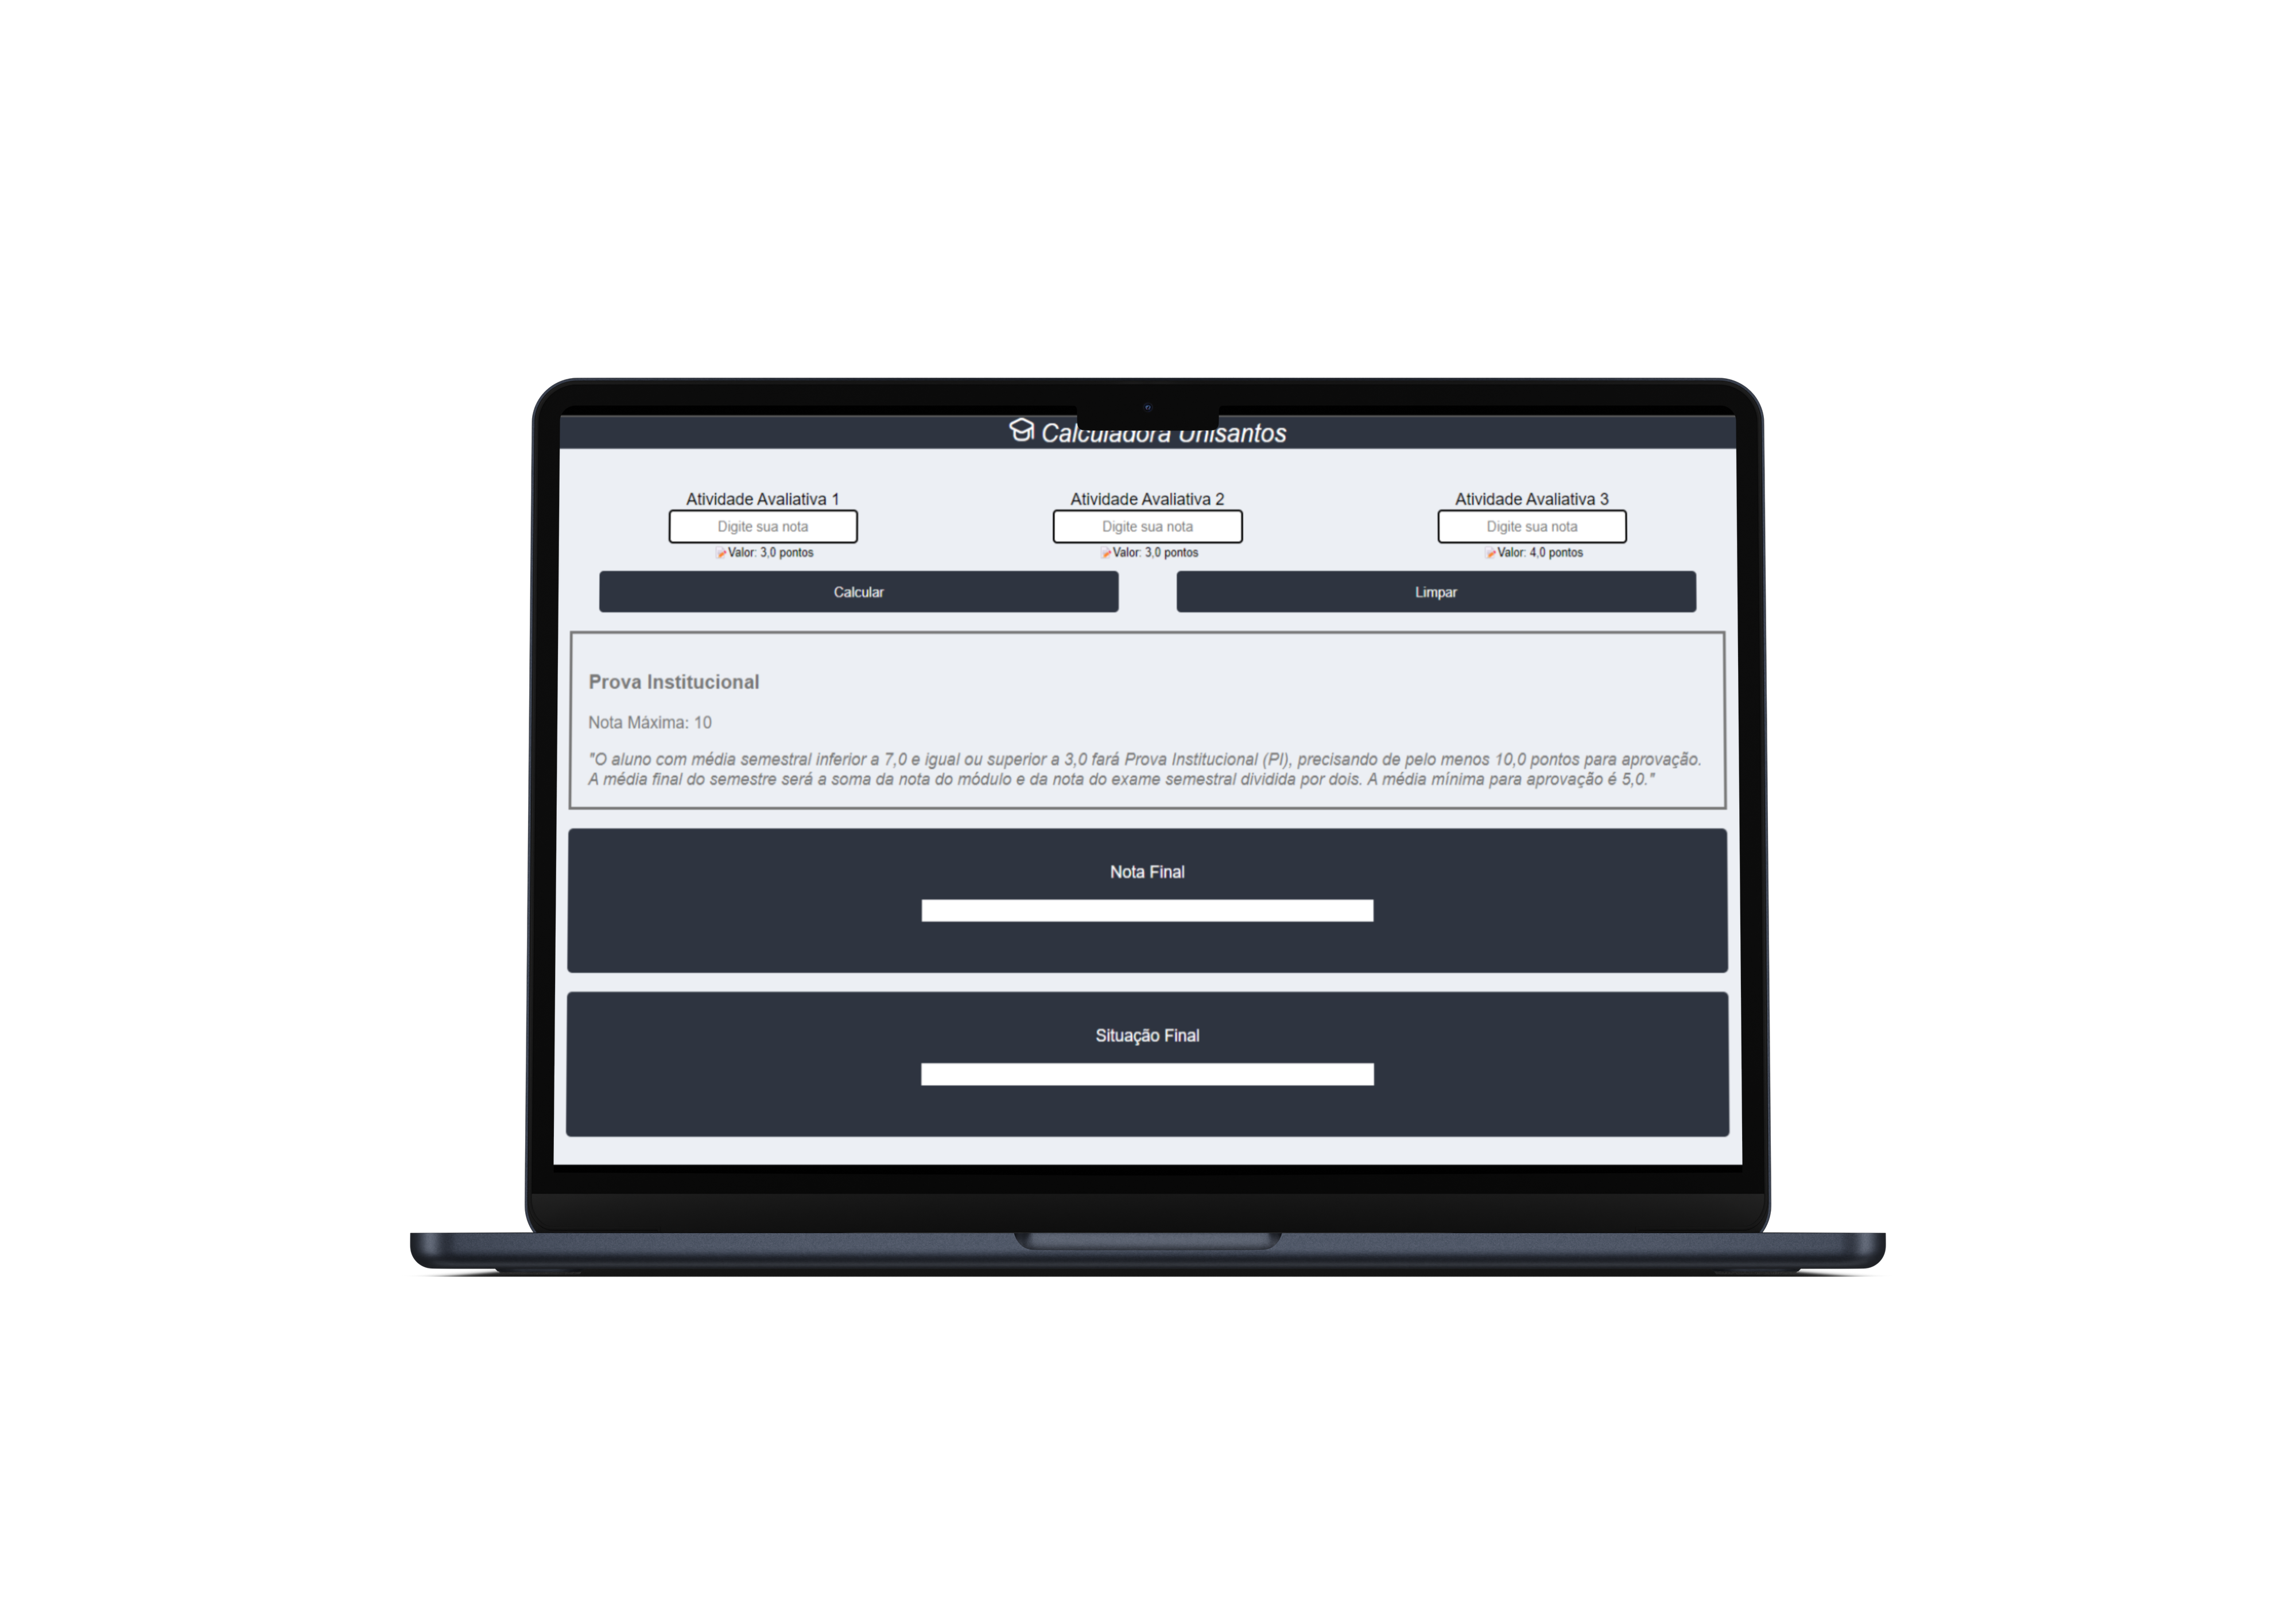 Calculadora Unisantos
Atividade Avaliativa 1
Atividade Avaliativa 2
Atividade Avaliativa 3
Digite sua nota
Digite sua nota
Digite sua nota
Valor: 3,0 pontos
Valor: 3,0 pontos
Valor: 4,0 pontos
Calcular
Limpar
Prova Institucional
Nota Máxima: 10
"O aluno com média semestral inferior a 7,0 e igual ou superior a 3,0 fará Prova Institucional (PI), precisando de pelo menos 10,0 pontos para aprovação.
A média final do semestre será a soma da nota do módulo e da nota do exame semestral dividida por dois. A média mínima para aprovação é 5,0."
Nota Final
Situação Final